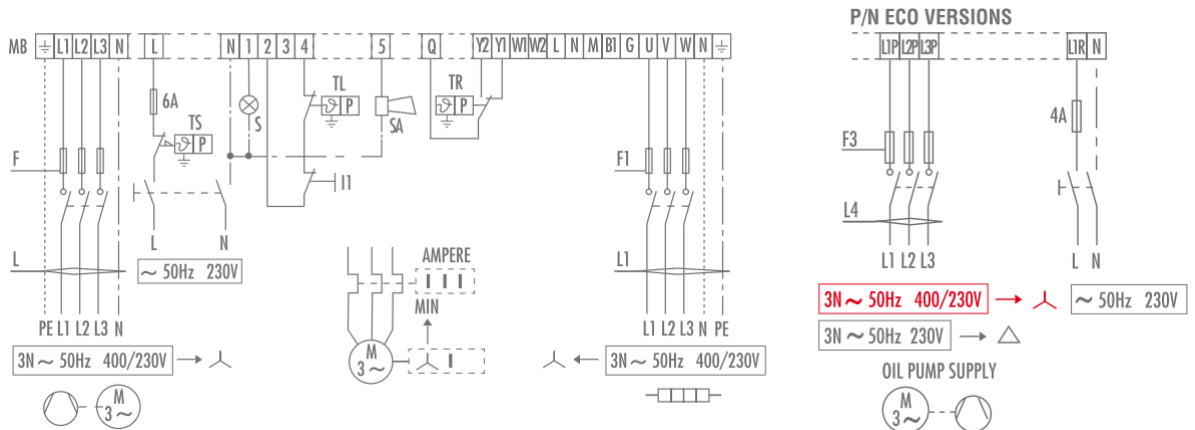 P/N ECO VERSIONS
MB L1 L2 L3 N L N 1 2 3 4 5 Q Y2 Y1 W1 W2 L N M B1 G U V W N
L1P L2P L3P L1R N
6A
TS
P
S
TL
P
SA
TR
P
4A
F
F1
F3
I1
L4
L N
L
AMPERE
L1
L1 L2 L3
L N
~ 50Hz 230V
I I I
MIN
3N ~ 50Hz 400/230V
~ 50Hz 230V
PE L1 L2 L3 N
L1 L2 L3 N PE
3N ~ 50Hz 230V
3N ~ 50Hz 400/230V
M
3~
I
3N ~ 50Hz 400/230V
OIL PUMP SUPPLY
M
3~
M
3~